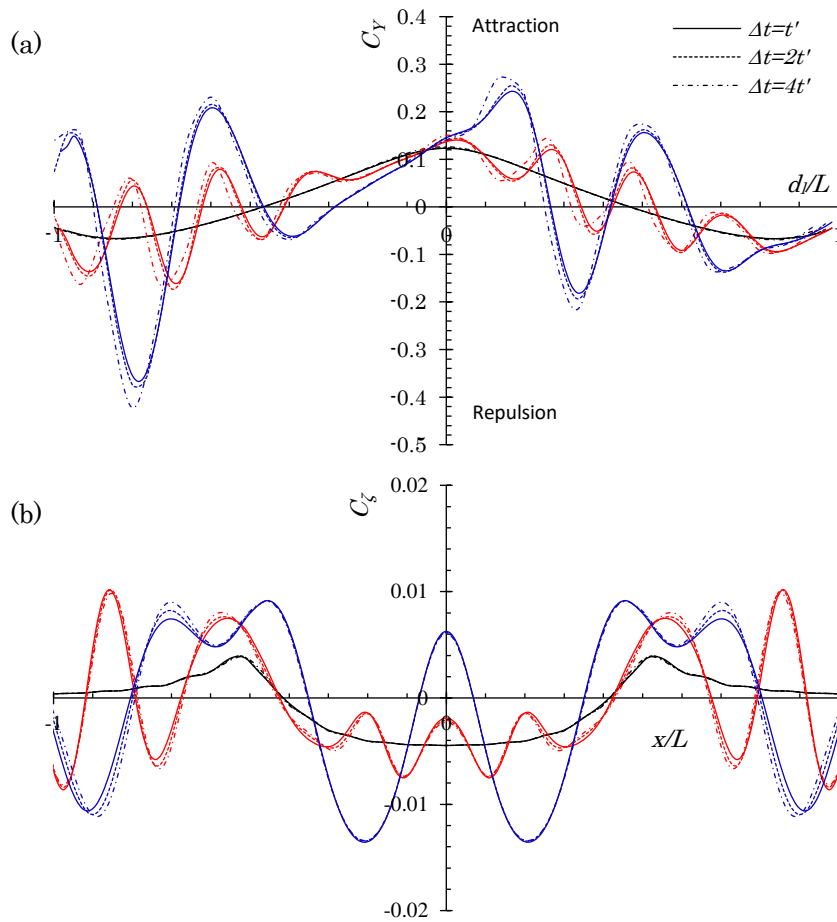 (a)
C_Y
0.4
Attraction
Δt=t'
Δt=2t'
Δt=4t'
0.3
0.2
0.1
d_l/L
-1
0
0
-0.1
-0.2
-0.3
-0.4
Repulsion
-0.5
(b)
C_ζ
0.02
0.01
0
-1
0
x/L
-0.01
-0.02